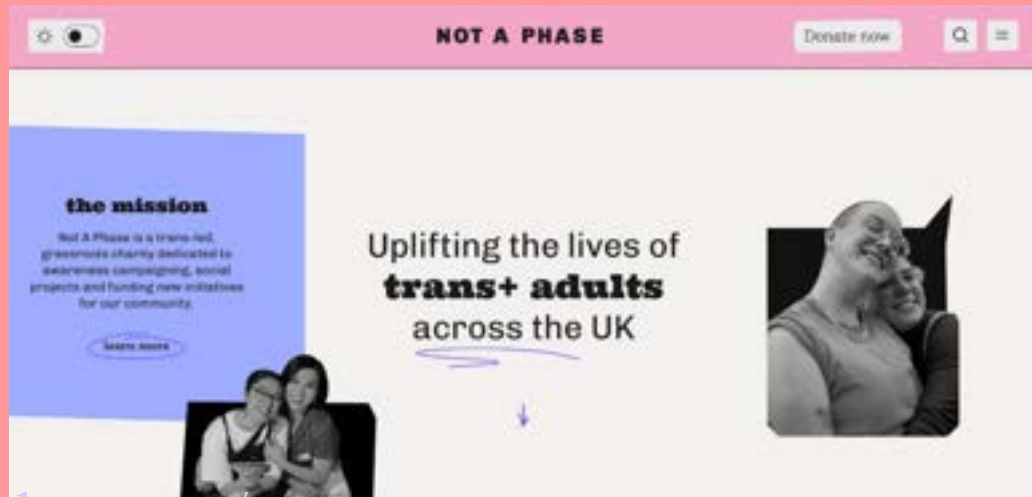 NOT A PHASE
Donate now
the mission
Not A Phase is a trans-led,
grassroots charity dedicated to
awareness campaigning, social
projects and funding new initiatives
for our community.
learn more
Uplifting the lives of
trans+ adults
across the UK